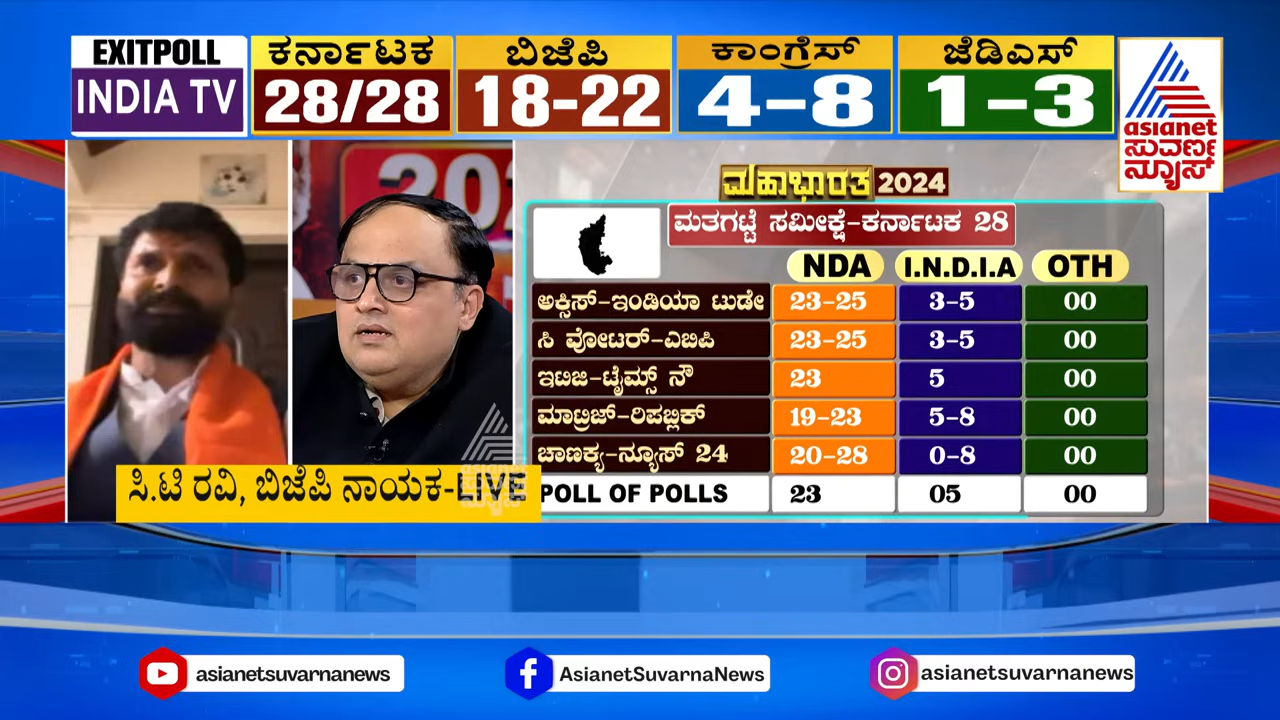 EXITPOLL
INDIA TV
ಕರ್ನಾಟಕ
28/28
ಬಿಜೆಪಿ
18-22
ಕಾಂಗ್ರೆಸ್
4-8
ಜೆಡಿಎಸ್
1-3
asianet
ಸುವರ್ಣ
ನ್ಯೂಸ್
ಮಹಾಭಾರತ 2024
ಮತಗಟ್ಟೆ ಸಮೀಕ್ಷೆ-ಕರ್ನಾಟಕ 28
NDA I.N.D.I.A OTH
ಅಕ್ಸಿಸ್-ಇಂಡಿಯಾ ಟುಡೇ 23-25 3-5 00
ಸಿ ವೋಟರ್-ಎಬಿಪಿ 23-25 3-5 00
ಇಟಿಜಿ-ಟೈಮ್ಸ್ ನೌ 23 5 00
ಮಾಟ್ರಿಜ್-ರಿಪಬ್ಲಿಕ್ 19-23 5-8 00
ಚಾಣಕ್ಯ-ನ್ಯೂಸ್ 24 20-28 0-8 00
POLL OF POLLS 23 05 00
ಸಿ.ಟಿ ರವಿ, ಬಿಜೆಪಿ ನಾಯಕ-LIVE
asianetsuvarnanews
AsianetSuvarnaNews
asianetsuvarnanews